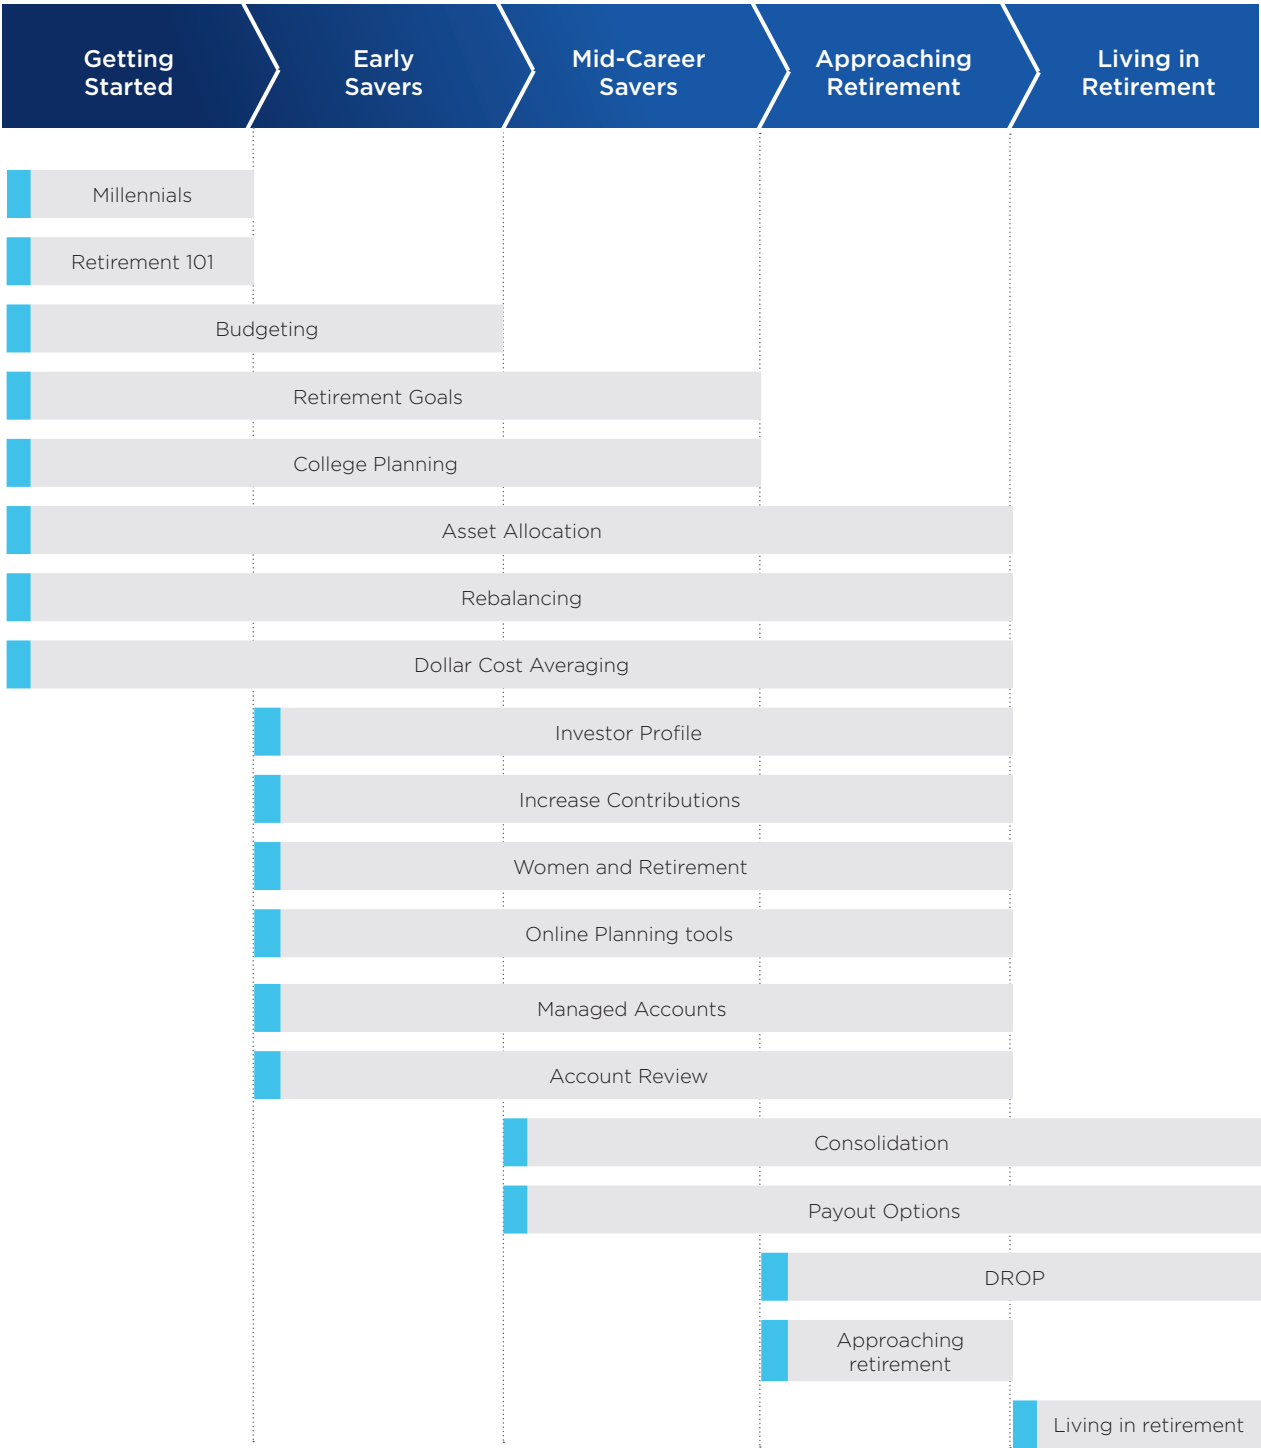 Getting
Started
Early
Savers
Mid-Career
Savers
Approaching
Retirement
Living in
Retirement
Millennials
Retirement 101
Budgeting
Retirement Goals
College Planning
Asset Allocation
Rebalancing
Dollar Cost Averaging
Investor Profile
Increase Contributions
Women and Retirement
Online Planning tools
Managed Accounts
Account Review
Consolidation
Payout Options
DROP
Approaching
retirement
Living in retirement